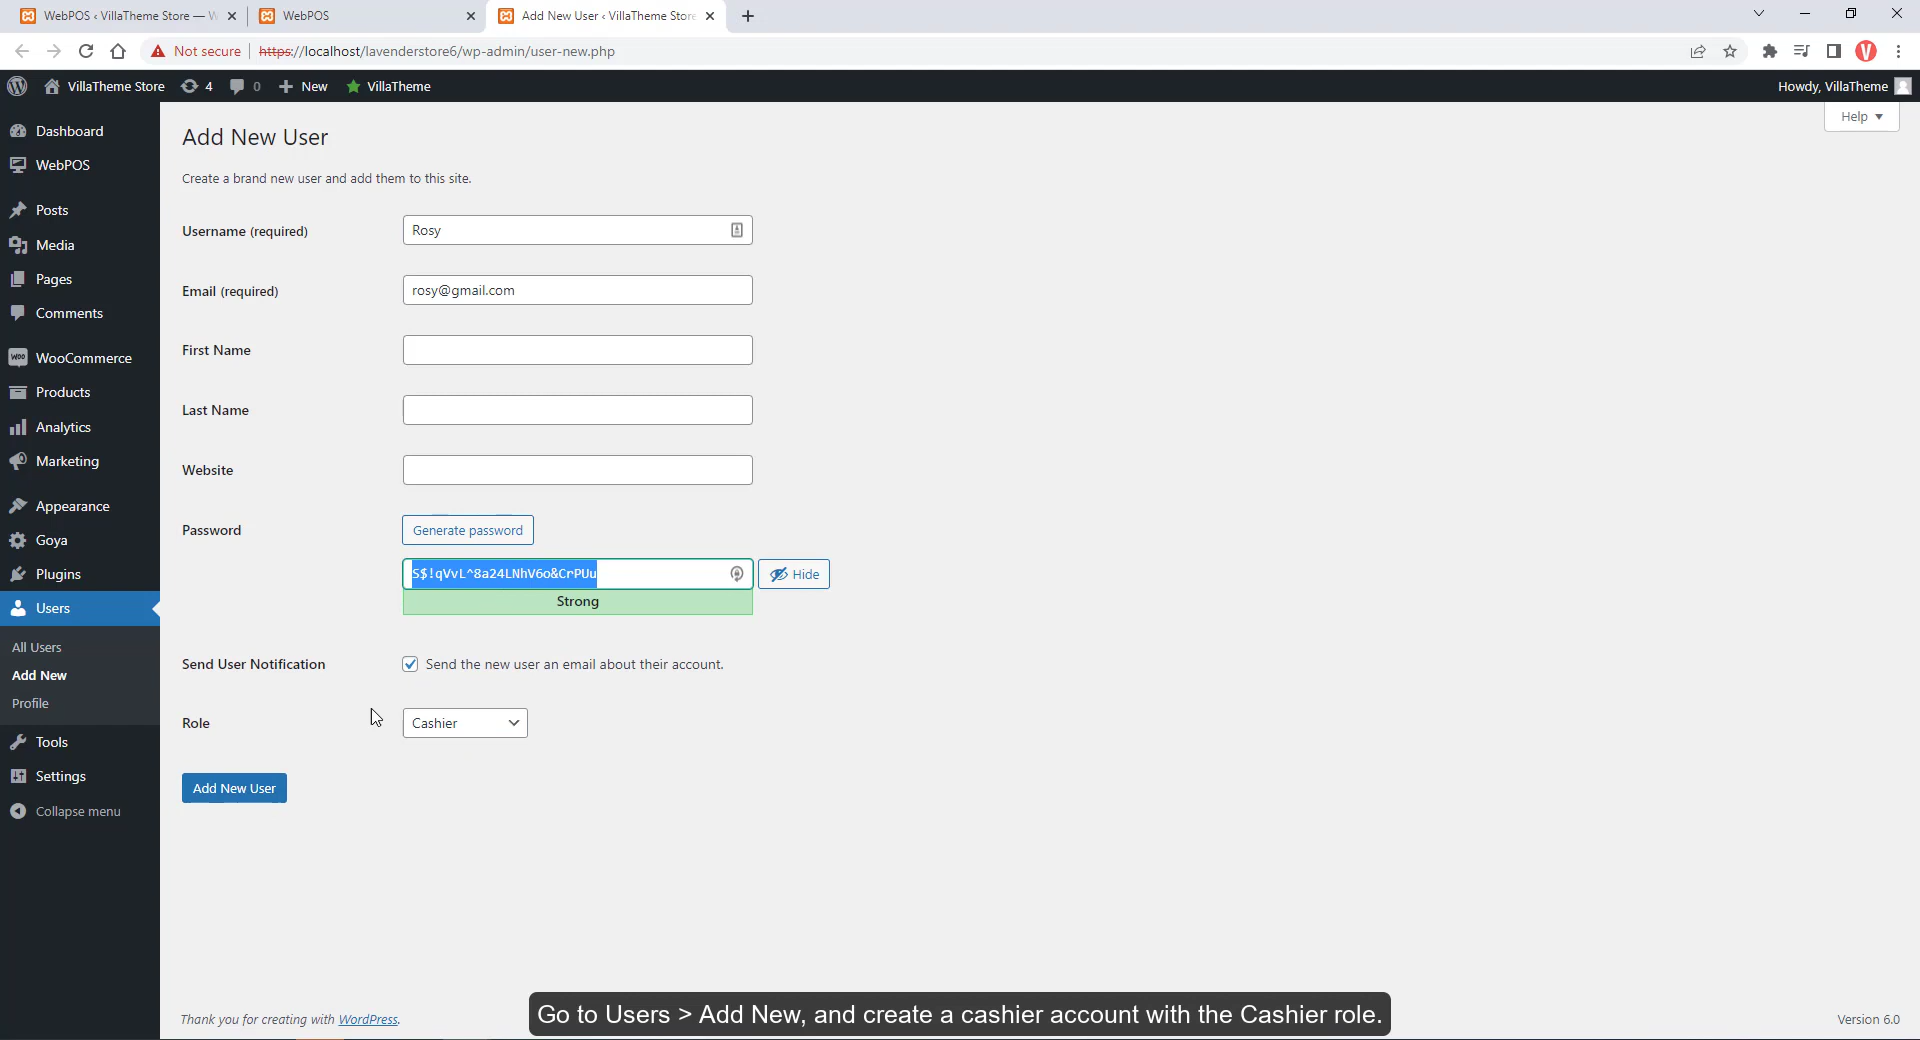 WebPOS ‹ VillaTheme Store — W
WebPOS
Add New User ‹ VillaTheme Store
Not secure
https://localhost/lavenderstore6/wp-admin/user-new.php
VillaTheme Store
4
0
New
VillaTheme
Howdy, VillaTheme
Help
Dashboard
WebPOS
Posts
Media
Pages
Comments
WooCommerce
Products
Analytics
Marketing
Appearance
Goya
Plugins
Users
All Users
Add New
Profile
Tools
Settings
Collapse menu
Add New User
Create a brand new user and add them to this site.
Username (required)
Rosy
Email (required)
rosy@gmail.com
First Name
Last Name
Website
Password
Generate password
S$!qVvL^8a24LNhV6o&CrPUu
Hide
Strong
Send User Notification
Send the new user an email about their account.
Role
Cashier
Add New User
Thank you for creating with WordPress.
Version 6.0
Go to Users > Add New, and create a cashier account with the Cashier role.